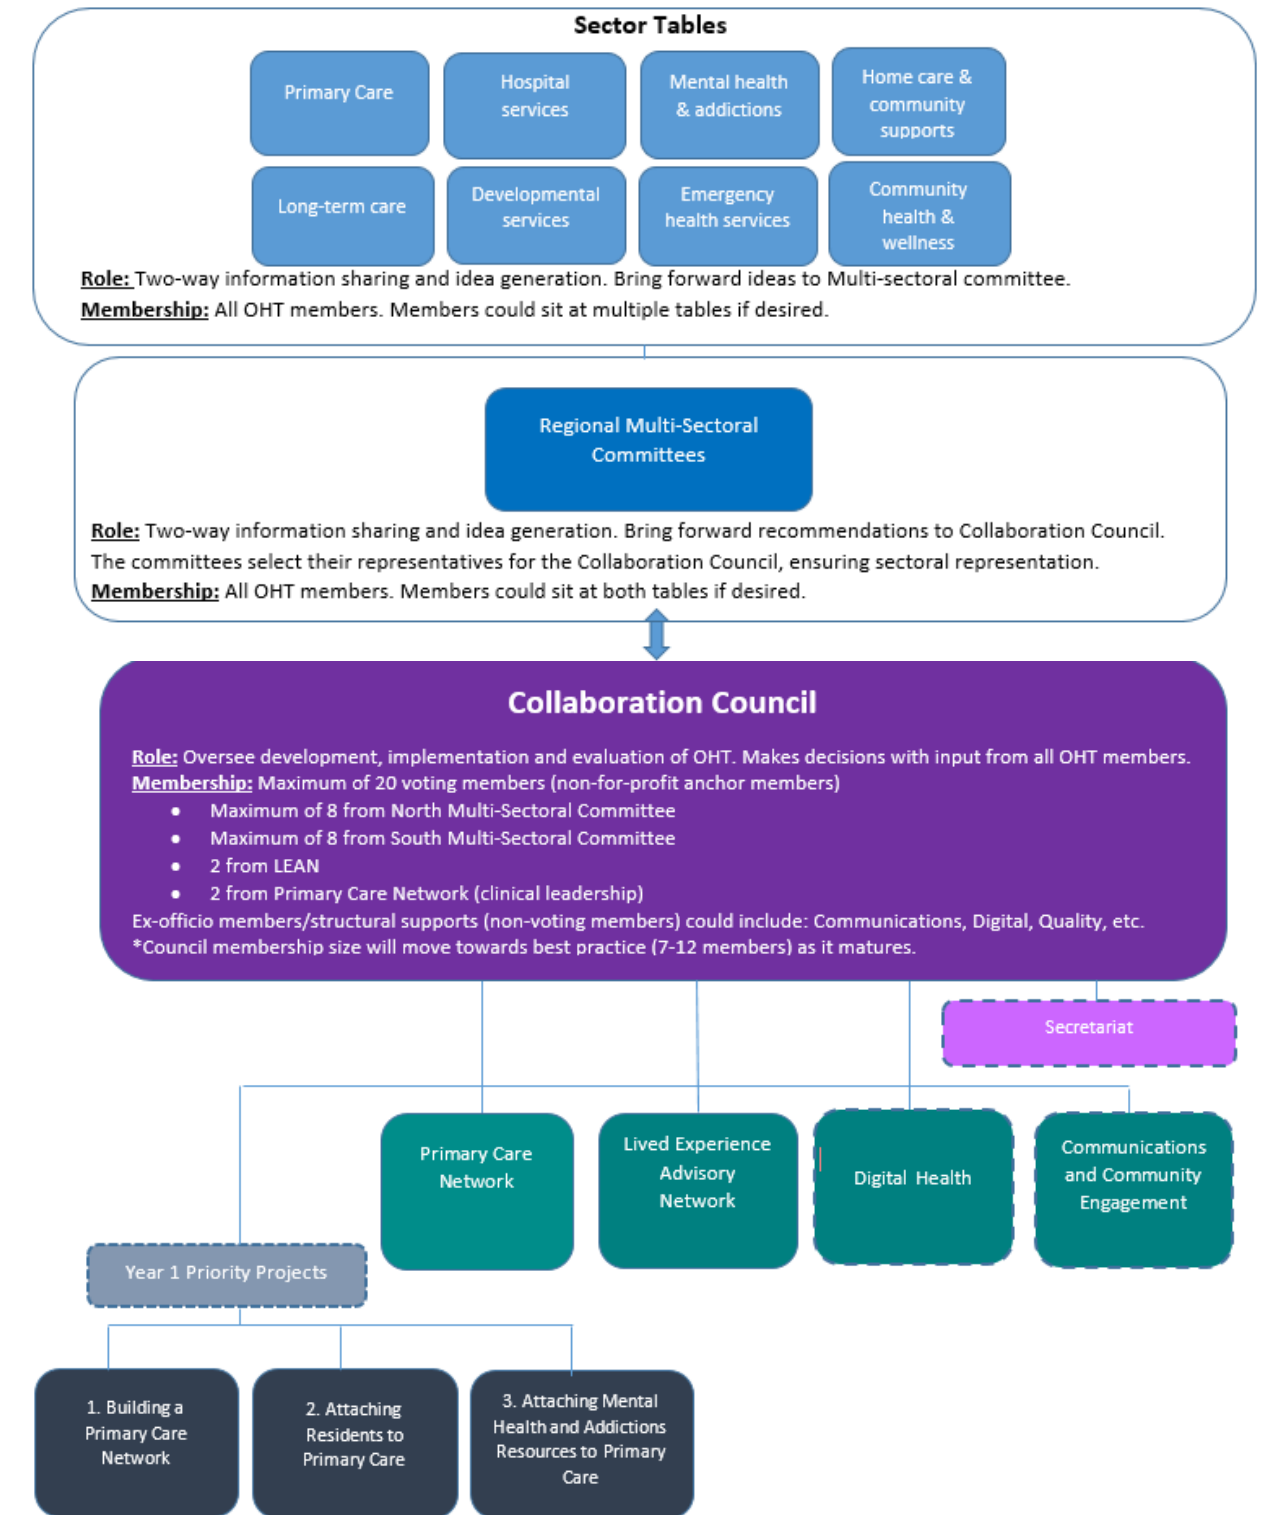 Sector Tables
Primary Care
Hospital
services
Mental health
& addictions
Home care &
community
supports
Long-term care
Developmental
services
Emergency
health services
Community
health &
wellness
Role: Two-way information sharing and idea generation. Bring forward ideas to Multi-sectoral committee.
Membership: All OHT members. Members could sit at multiple tables if desired.
Regional Multi-Sectoral
Committees
Role: Two-way information sharing and idea generation. Bring forward recommendations to Collaboration Council.
The committees select their representatives for the Collaboration Council, ensuring sectoral representation.
Membership: All OHT members. Members could sit at both tables if desired.
Collaboration Council
Role: Oversee development, implementation and evaluation of OHT. Makes decisions with input from all OHT members.
Membership: Maximum of 20 voting members (non-for-profit anchor members)
● Maximum of 8 from North Multi-Sectoral Committee
● Maximum of 8 from South Multi-Sectoral Committee
● 2 from LEAN
● 2 from Primary Care Network (clinical leadership)
Ex-officio members/structural supports (non-voting members) could include: Communications, Digital, Quality, etc.
*Council membership size will move towards best practice (7-12 members) as it matures.
Secretariat
Primary Care
Network
Lived Experience
Advisory
Network
Digital Health
Communications
and Community
Engagement
Year 1 Priority Projects
1. Building a
Primary Care
Network
2. Attaching
Residents to
Primary Care
3. Attaching Mental
Health and Addictions
Resources to Primary
Care